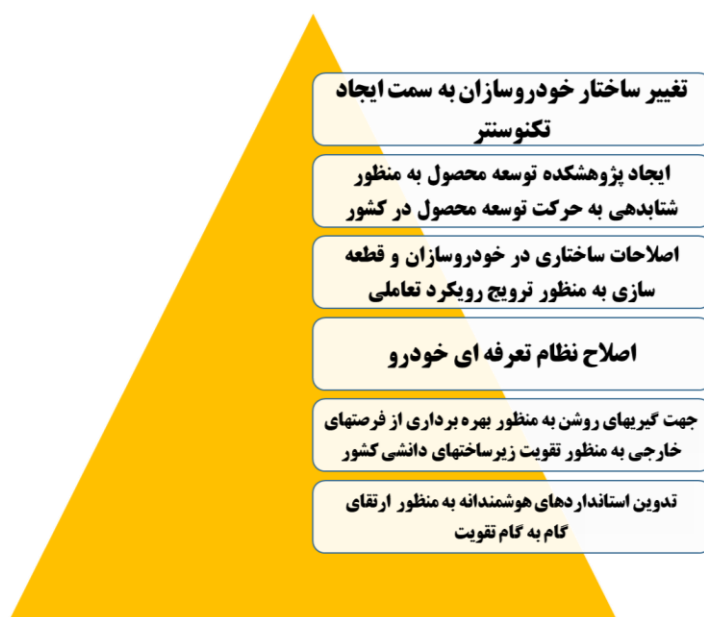 تغییر ساختار خودروسازان به سمت ایجاد
تکنوسنتر
ایجاد پژوهشکده توسعه محصول به منظور
شتابدهی به حرکت توسعه محصول در کشور
اصلاحات ساختاری در خودروسازان و قطعه
سازی به منظور ترویج رویکرد تعاملی
اصلاح نظام تعرفه ای خودرو
جهت گیریهای روشن به منظور بهره برداری از فرصتهای
خارجی به منظور تقویت زیرساختهای دانشی کشور
تدوین استانداردهای هوشمندانه به منظور ارتقای
گام به گام تقویت